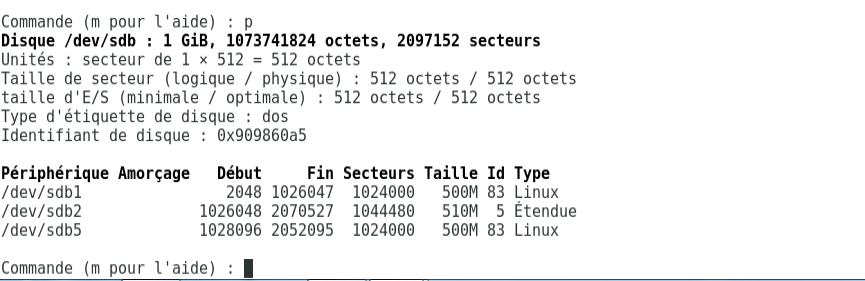 Commande (m pour l'aide) : p
Disque /dev/sdb : 1 GiB, 1073741824 octets, 2097152 secteurs
Unités : secteur de 1 × 512 = 512 octets
Taille de secteur (logique / physique) : 512 octets / 512 octets
taille d'E/S (minimale / optimale) : 512 octets / 512 octets
Type d'étiquette de disque : dos
Identifiant de disque : 0x909860a5
Périphérique Amorçage   Début     Fin Secteurs Taille Id Type
/dev/sdb1                2048 1026047  1024000   500M 83 Linux
/dev/sdb2             1026048 2070527  1044480   510M  5 Étendue
/dev/sdb5             1028096 2052095  1024000   500M 83 Linux
Commande (m pour l'aide) :